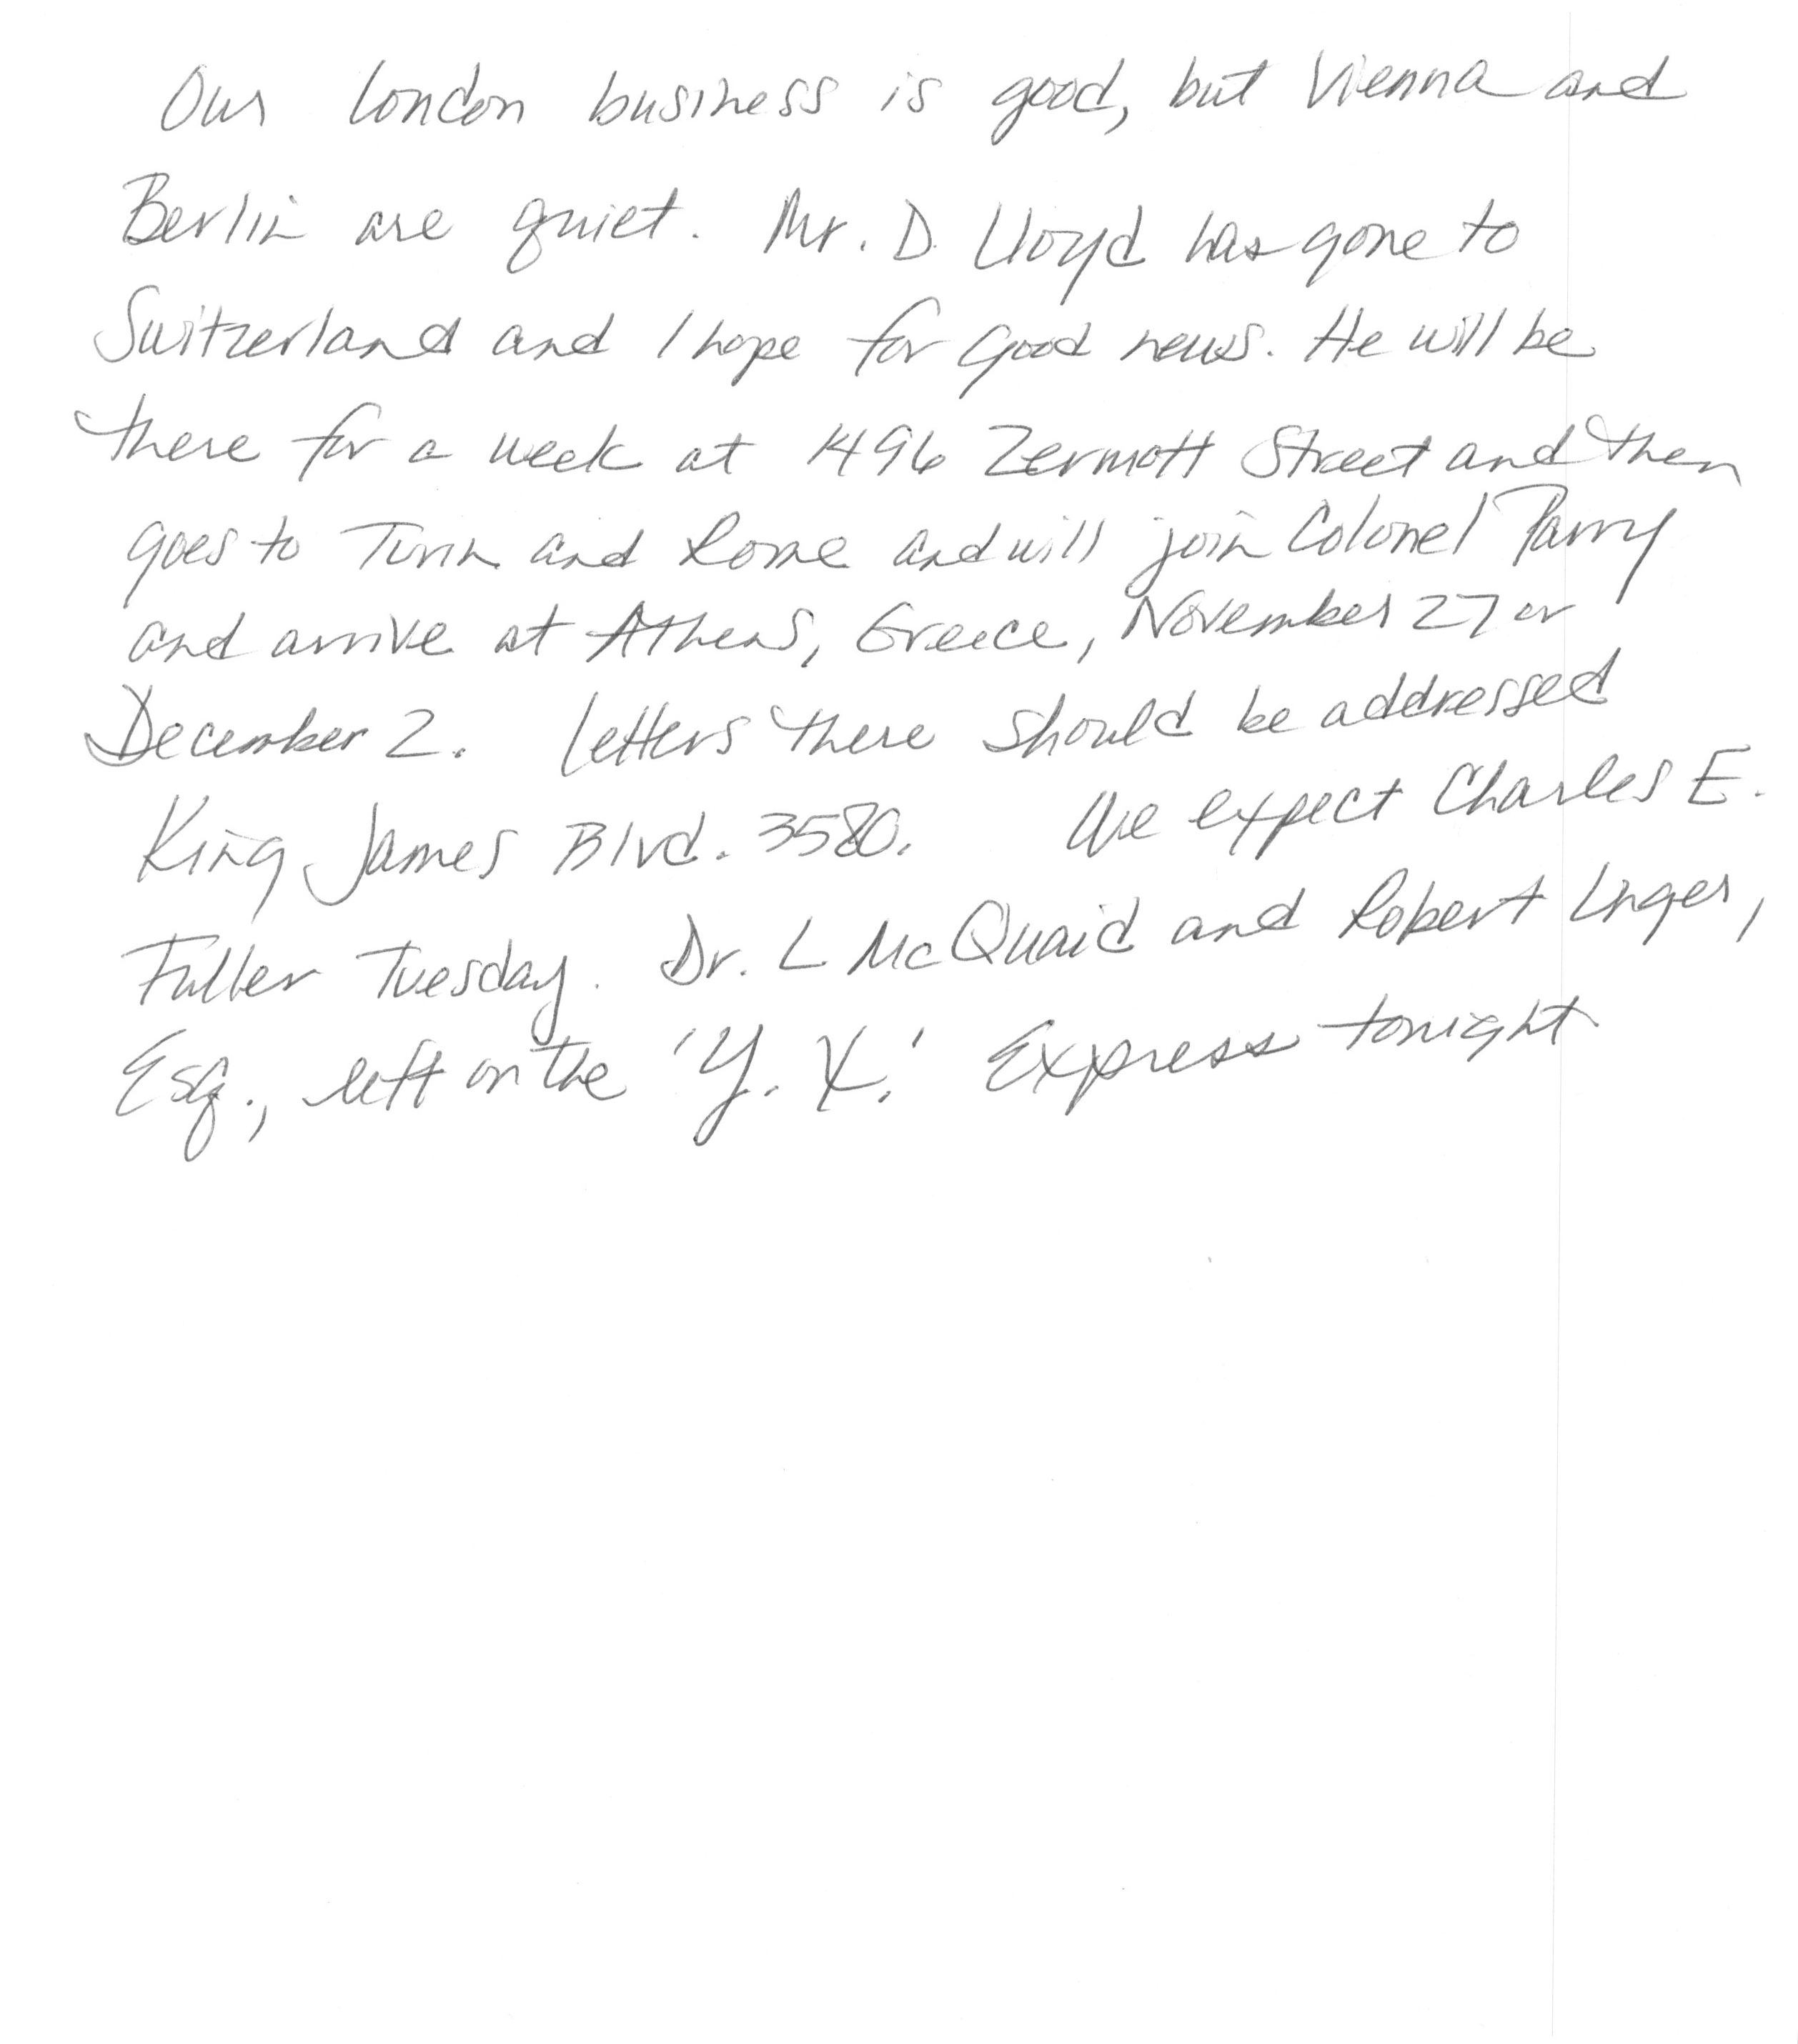 Our London business is good, but Vienna and
Berlin are quiet. Mr. D. Lloyd has gone to
Switzerland and I hope for good news. He will be
there for a week at 1496 Zermott Street and then
goes to Turin and Rome and will join Colonel Parry
and arrive at Athens, Greece, November 27 or
December 2. Letters there should be addressed
King James Blvd. 3580. We expect Charles E.
Fuller Tuesday. Dr. L McQuaid and Robert Unger,
Esq., left on the 'Y. X.' Express tonight